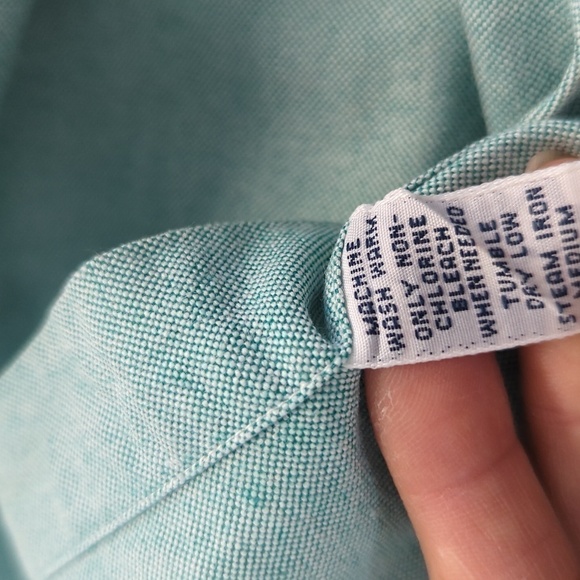 MACHINE
WASH WARM
ONLY NON-
CHLORINE
BLEACH
WHEN NEEDED
TUMBLE
DRY LOW
STEAM IRON
MEDIUM